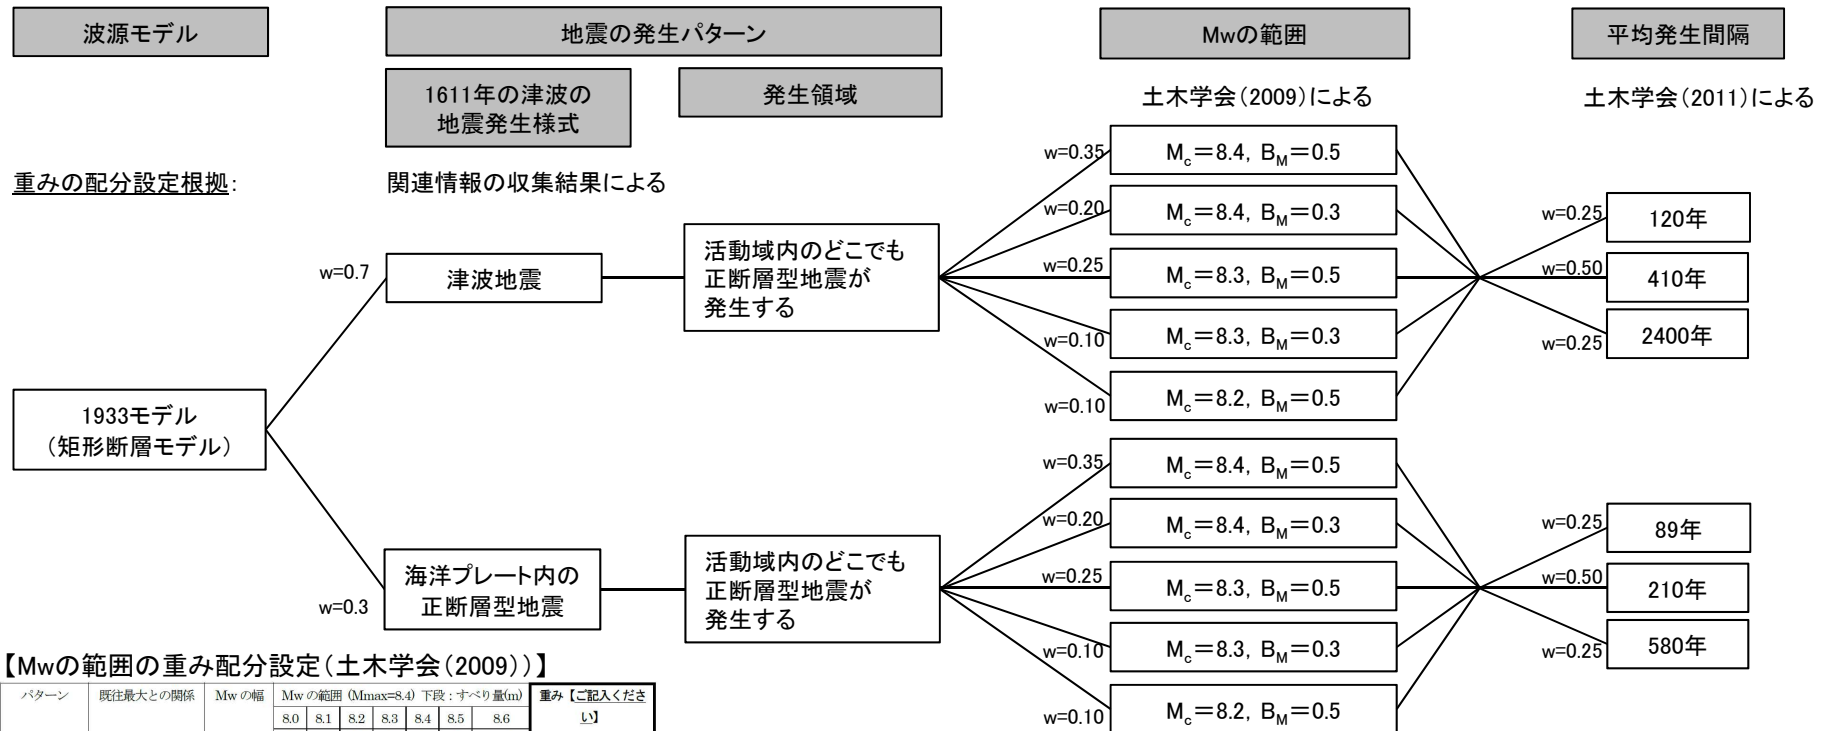 波源モデル
地震の発生パターン
Mwの範囲
平均発生間隔
1611年の津波の
地震発生様式
発生領域
土木学会(2009)による
土木学会(2011)による
重みの配分設定根拠:
関連情報の収集結果による
w=0.35
Mc=8.4, BM=0.5
w=0.20
Mc=8.4, BM=0.3
w=0.25
Mc=8.3, BM=0.5
w=0.10
Mc=8.3, BM=0.3
w=0.10
Mc=8.2, BM=0.5
w=0.7
津波地震
活動域内のどこでも
正断層型地震が
発生する
w=0.25
120年
w=0.50
410年
w=0.25
2400年
1933モデル
(矩形断層モデル)
w=0.3
海洋プレート内の
正断層型地震
活動域内のどこでも
正断層型地震が
発生する
w=0.35
Mc=8.4, BM=0.5
w=0.20
Mc=8.4, BM=0.3
w=0.25
Mc=8.3, BM=0.5
w=0.10
Mc=8.3, BM=0.3
w=0.10
Mc=8.2, BM=0.5
w=0.25
89年
w=0.50
210年
w=0.25
580年
【Mwの範囲の重み配分設定(土木学会(2009))】
パターン 既往最大との関係 Mw の幅 Mw の範囲 (Mmax=8.4) 下段:すべり量(m) 重み【ご記入くださ
い】
8.0 8.1 8.2 8.3 8.4 8.5 8.6